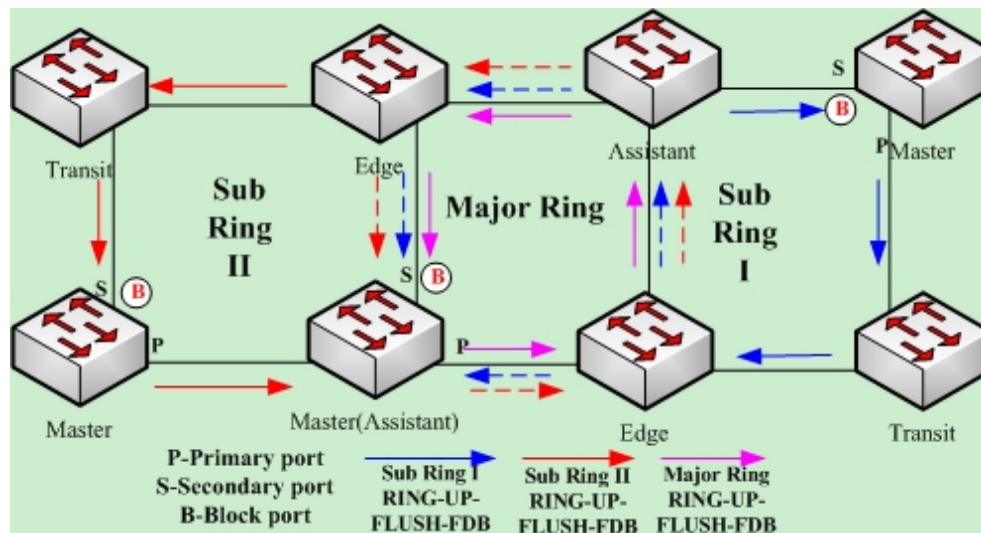 S
B
Transit
Edge
Assistant
P
Master
Sub
Ring
II
Major Ring
Sub
Ring
I
S
B
S
B
P
P
Master
Master(Assistant)
Edge
Transit
P-Primary port
S-Secondary port
B-Block port
Sub Ring I
RING-UP-
FLUSH-FDB
Sub Ring II
RING-UP-
FLUSH-FDB
Major Ring
RING-UP-
FLUSH-FDB